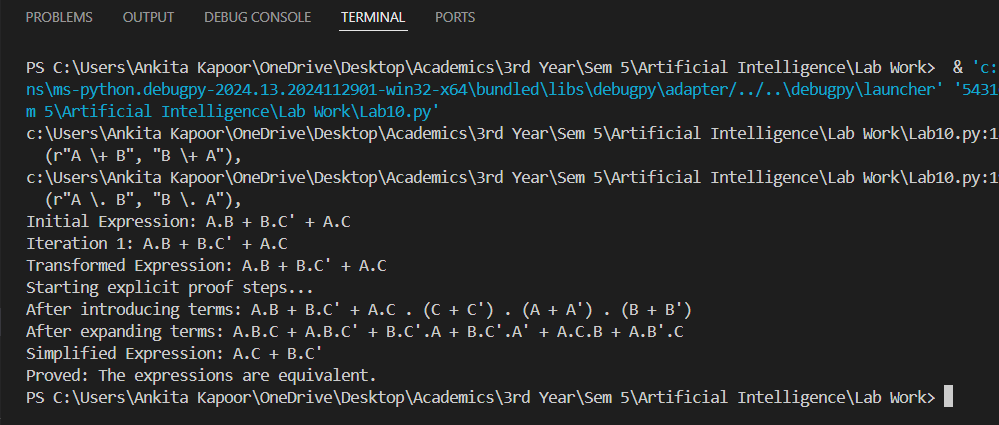 PROBLEMS OUTPUT DEBUG CONSOLE TERMINAL PORTS
PS C:\Users\Ankita Kapoor\OneDrive\Desktop\Academics\3rd Year\Sem 5\Artificial Intelligence\Lab Work>  & 'c:
ns\ms-python.debugpy-2024.13.2024112901-win32-x64\bundled\libs\debugpy\adapter/../..\debugpy\launcher' '5431
m 5\Artificial Intelligence\Lab Work\Lab10.py'
c:\Users\Ankita Kapoor\OneDrive\Desktop\Academics\3rd Year\Sem 5\Artificial Intelligence\Lab Work\Lab10.py:1
  (r"A \+ B", "B \+ A"),
c:\Users\Ankita Kapoor\OneDrive\Desktop\Academics\3rd Year\Sem 5\Artificial Intelligence\Lab Work\Lab10.py:1
  (r"A \. B", "B \. A"),
Initial Expression: A.B + B.C' + A.C
Iteration 1: A.B + B.C' + A.C
Transformed Expression: A.B + B.C' + A.C
Starting explicit proof steps...
After introducing terms: A.B + B.C' + A.C . (C + C') . (A + A') . (B + B')
After expanding terms: A.B.C + A.B.C' + B.C'.A + B.C'.A' + A.C.B + A.B'.C
Simplified Expression: A.C + B.C'
Proved: The expressions are equivalent.
PS C:\Users\Ankita Kapoor\OneDrive\Desktop\Academics\3rd Year\Sem 5\Artificial Intelligence\Lab Work>